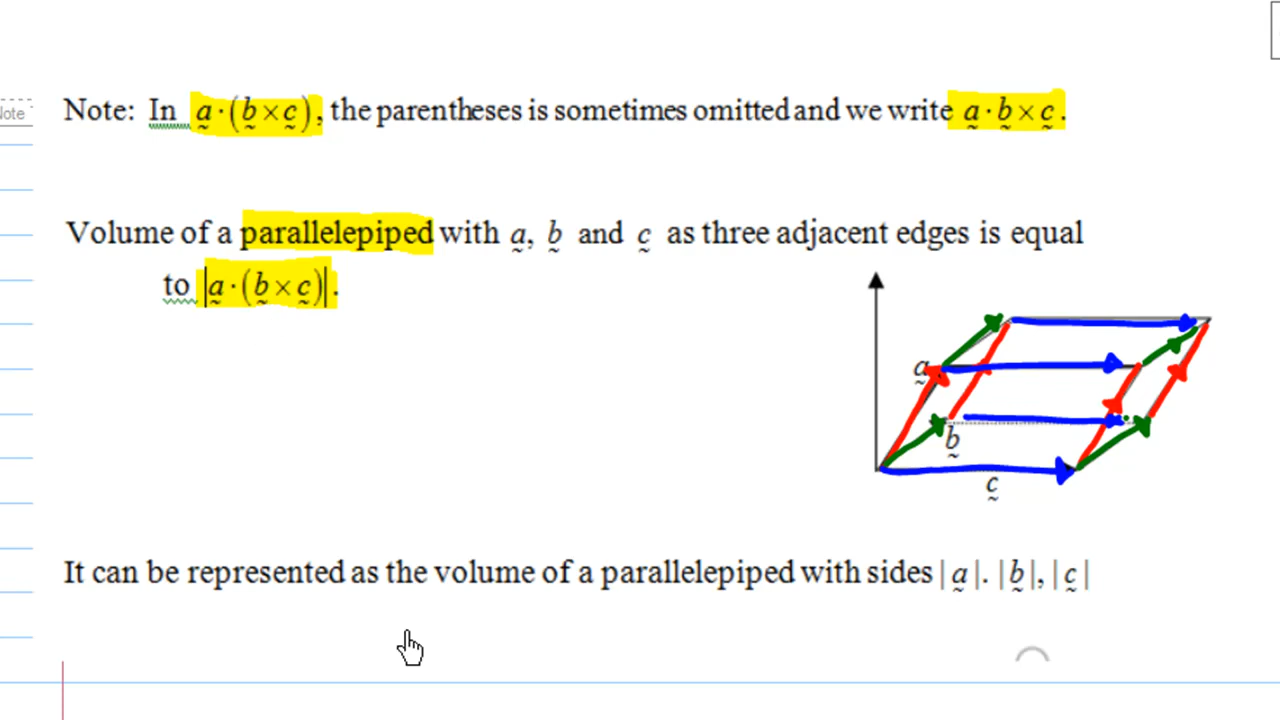 Note: In a·(b×c), the parentheses is sometimes omitted and we write a·b×c.
Note
Volume of a parallelepiped with a, b and c as three adjacent edges is equal
to |a·(b×c)|.
a
b
c
It can be represented as the volume of a parallelepiped with sides |a|. |b|, |c|